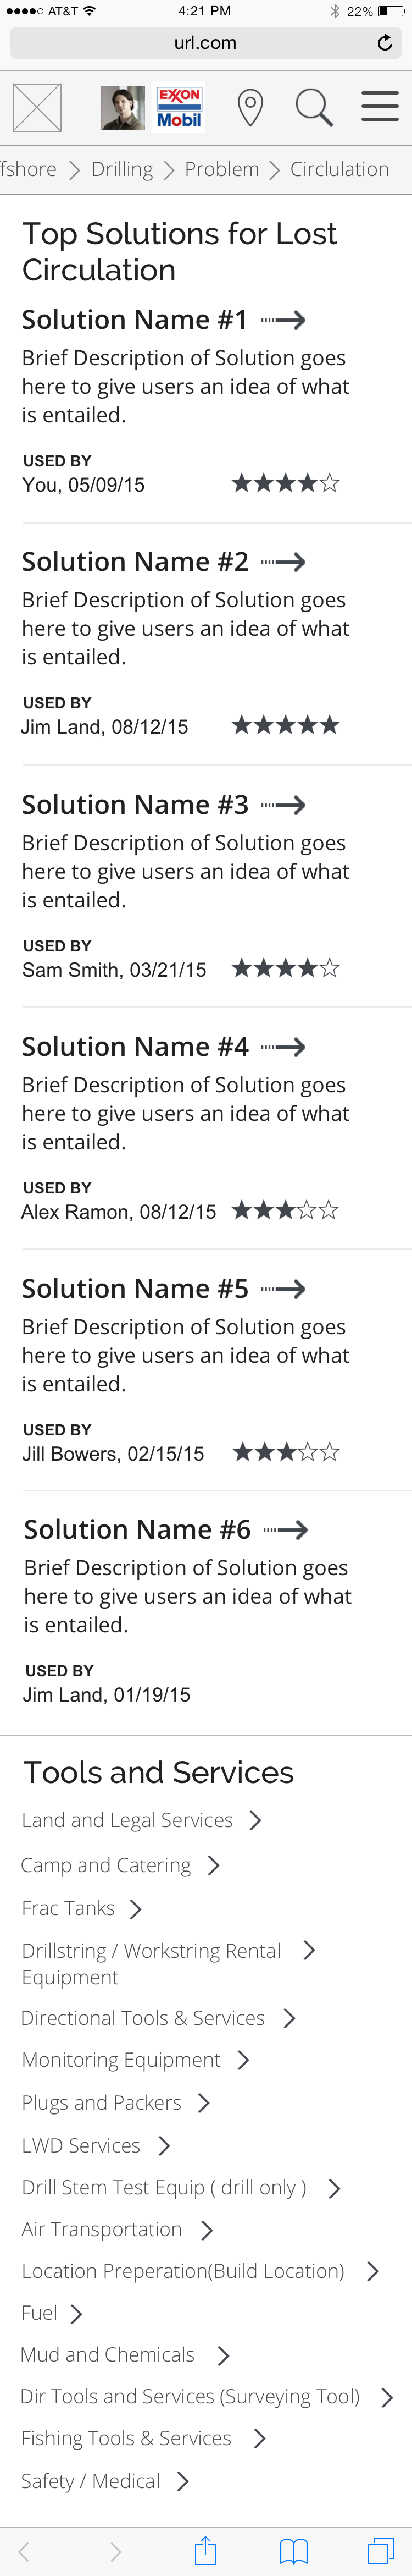 AT&T 4:21 PM 22%
url.com
EXXON
Mobil
fshore Drilling Problem Circlulation
Top Solutions for Lost
Circulation
Solution Name #1
Brief Description of Solution goes
here to give users an idea of what
is entailed.
USED BY
You, 05/09/15
Solution Name #2
Brief Description of Solution goes
here to give users an idea of what
is entailed.
USED BY
Jim Land, 08/12/15
Solution Name #3
Brief Description of Solution goes
here to give users an idea of what
is entailed.
USED BY
Sam Smith, 03/21/15
Solution Name #4
Brief Description of Solution goes
here to give users an idea of what
is entailed.
USED BY
Alex Ramon, 08/12/15
Solution Name #5
Brief Description of Solution goes
here to give users an idea of what
is entailed.
USED BY
Jill Bowers, 02/15/15
Solution Name #6
Brief Description of Solution goes
here to give users an idea of what
is entailed.
USED BY
Jim Land, 01/19/15
Tools and Services
Land and Legal Services
Camp and Catering
Frac Tanks
Drillstring / Workstring Rental
Equipment
Directional Tools & Services
Monitoring Equipment
Plugs and Packers
LWD Services
Drill Stem Test Equip ( drill only )
Air Transportation
Location Preperation(Build Location)
Fuel
Mud and Chemicals
Dir Tools and Services (Surveying Tool)
Fishing Tools & Services
Safety / Medical